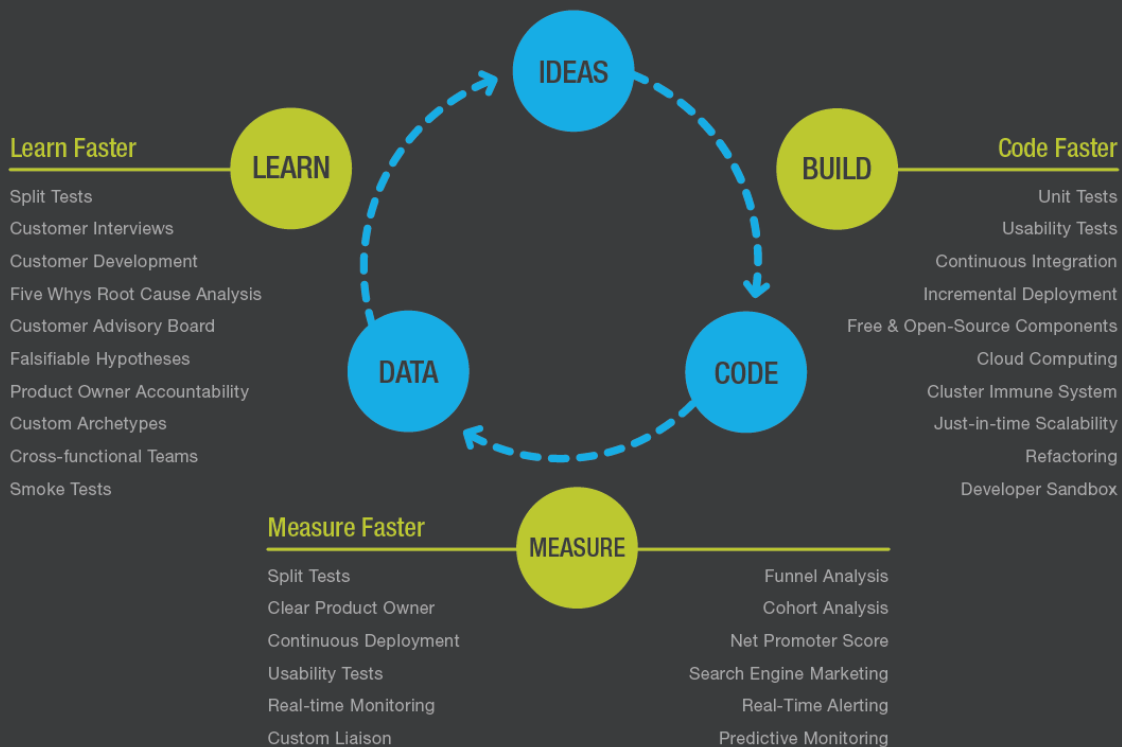 IDEAS
LEARN
BUILD
Learn Faster
Split Tests
Customer Interviews
Customer Development
Five Whys Root Cause Analysis
Customer Advisory Board
Falsifiable Hypotheses
Product Owner Accountability
Custom Archetypes
Cross-functional Teams
Smoke Tests
Code Faster
Unit Tests
Usability Tests
Continuous Integration
Incremental Deployment
Free & Open-Source Components
Cloud Computing
Cluster Immune System
Just-in-time Scalability
Refactoring
Developer Sandbox
DATA
CODE
Measure Faster
MEASURE
Split Tests
Clear Product Owner
Continuous Deployment
Usability Tests
Real-time Monitoring
Custom Liaison
Funnel Analysis
Cohort Analysis
Net Promoter Score
Search Engine Marketing
Real-Time Alerting
Predictive Monitoring